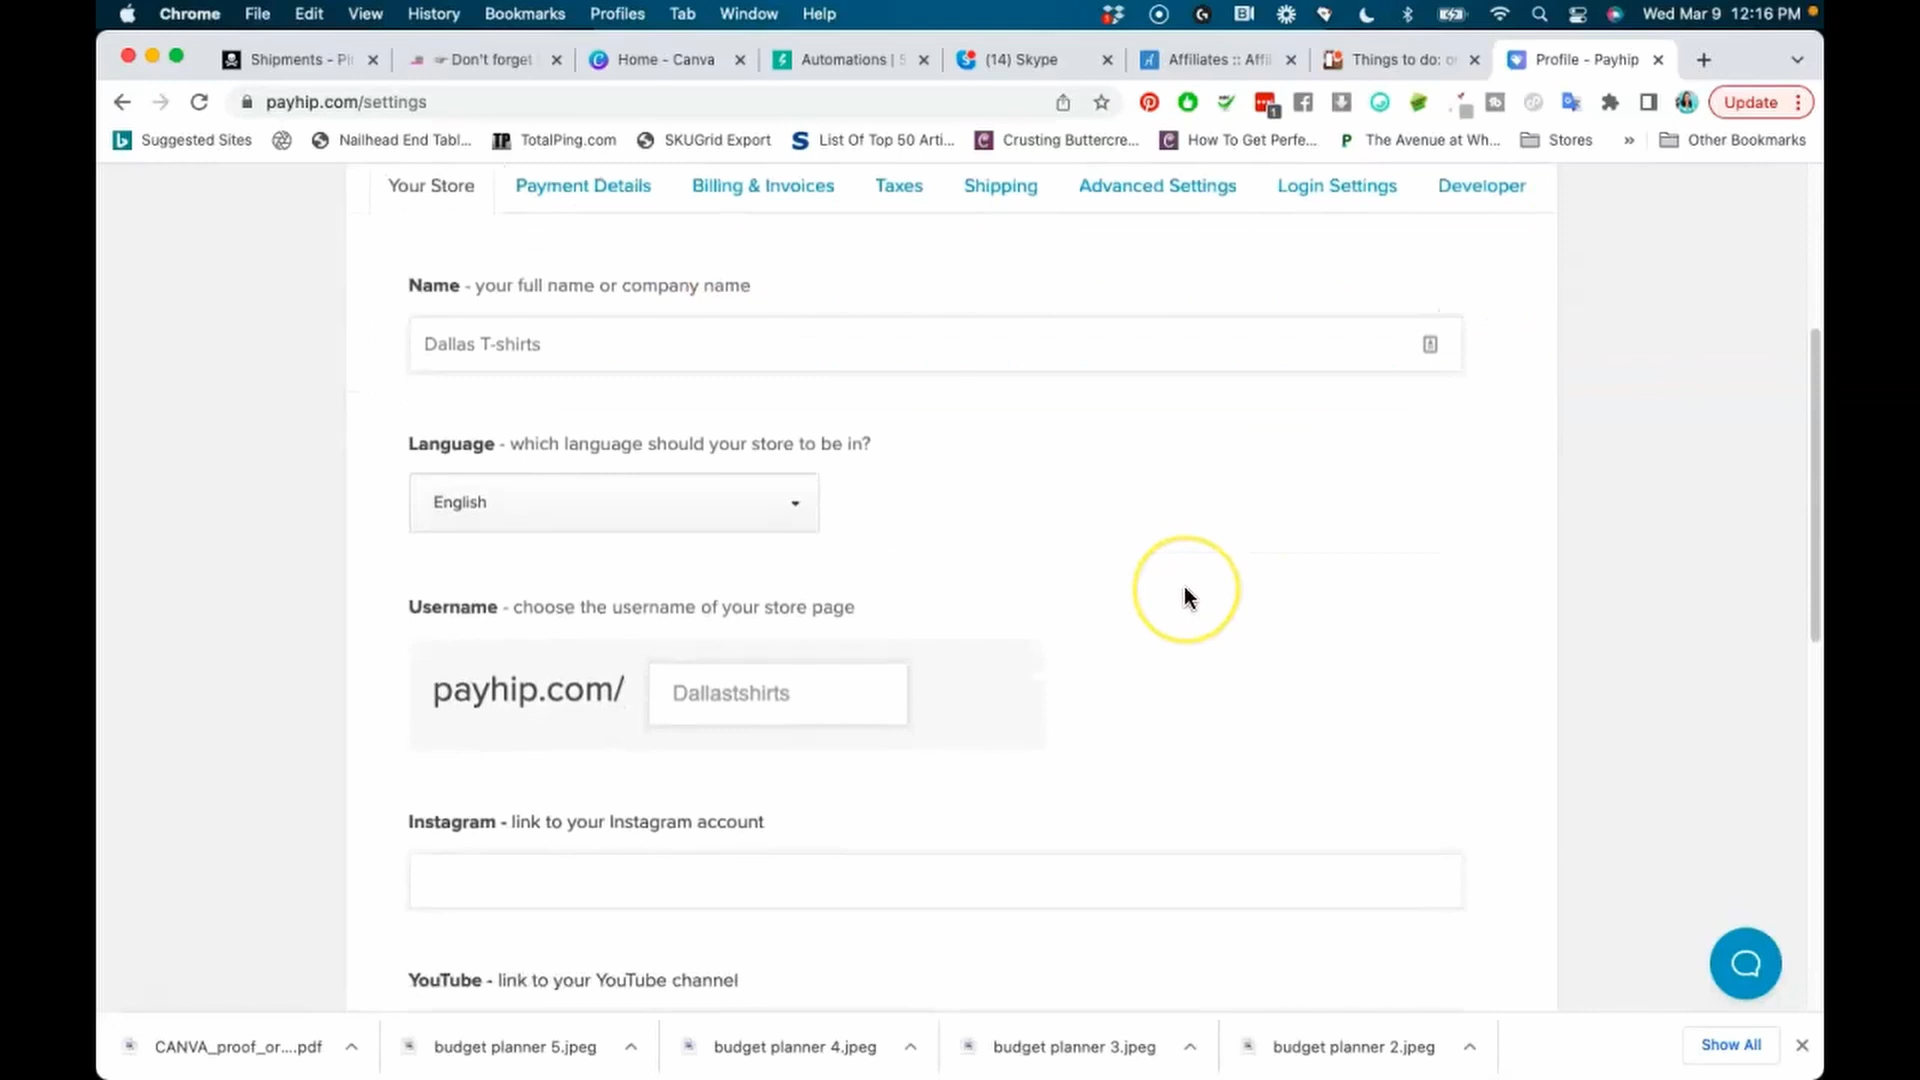 Chrome File Edit View History Bookmarks Profiles Tab Window Help Wed Mar 9 12:16 PM
Shipments - Pi Don't forget Home - Canva Automations | S (14) Skype Affiliates :: Affil Things to do: o Profile - Payhip
payhip.com/settings Update
Suggested Sites Nailhead End Tabl... TotalPing.com SKUGrid Export List Of Top 50 Arti... Crusting Buttercre... How To Get Perfe... The Avenue at Wh... Stores » Other Bookmarks
Your Store Payment Details Billing & Invoices Taxes Shipping Advanced Settings Login Settings Developer
Name - your full name or company name
Dallas T-shirts
Language - which language should your store to be in?
English
Username - choose the username of your store page
payhip.com/ Dallastshirts
Instagram - link to your Instagram account
YouTube - link to your YouTube channel
CANVA_proof_or....pdf budget planner 5.jpeg budget planner 4.jpeg budget planner 3.jpeg budget planner 2.jpeg Show All